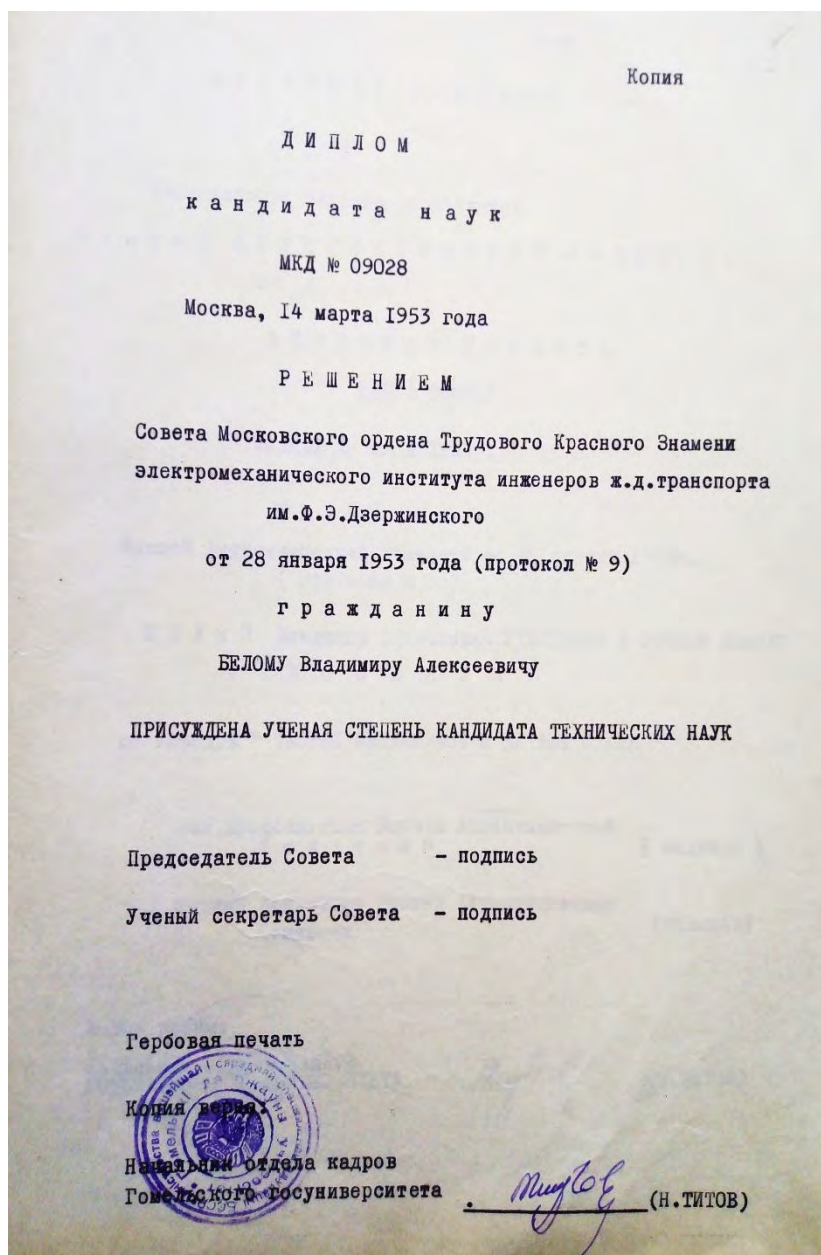 Копия
ДИПЛОМ
кандидата наук
МКД № 09028
Москва, I4 марта I953 года
РЕШЕНИЕМ
Совета Московского ордена Трудового Красного Знамени
электромеханического института инженеров ж.д.транспорта
им.Ф.Э.Дзержинского
от 28 января I953 года (протокол № 9)
гражданину
БЕЛОМУ Владимиру Алексеевичу
ПРИСУЖДЕНА УЧЕНАЯ СТЕПЕНЬ КАНДИДАТА ТЕХНИЧЕСКИХ НАУК
Председатель Совета - подпись
Ученый секретарь Совета - подпись
Гербовая печать
Копия верна:
Начальник отдела кадров
Гомельского госуниверситета (Н.ТИТОВ)